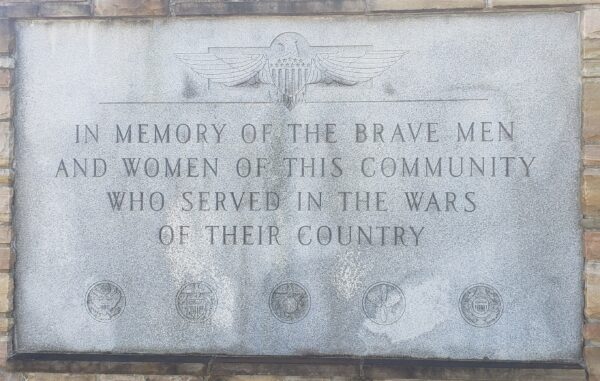 IN MEMORY OF THE BRAVE MEN
AND WOMEN OF THIS COMMUNITY
WHO SERVED IN THE WARS
OF THEIR COUNTRY